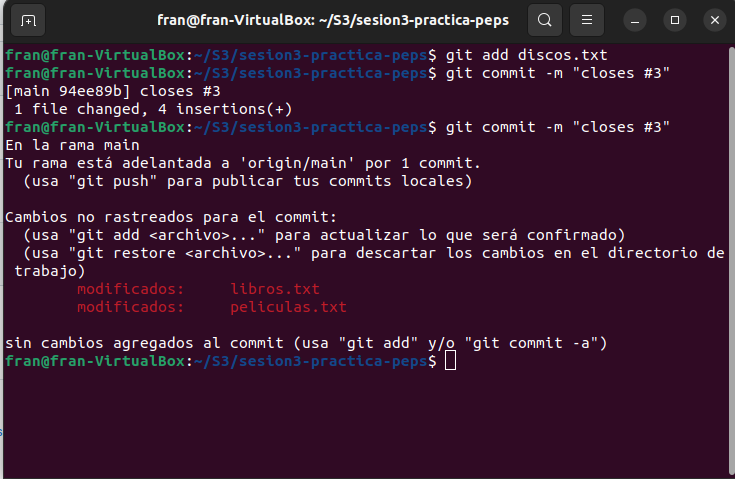 fran@fran-VirtualBox: ~/S3/sesion3-practica-peps
fran@fran-VirtualBox:~/S3/sesion3-practica-peps$ git add discos.txt
fran@fran-VirtualBox:~/S3/sesion3-practica-peps$ git commit -m "closes #3"
[main 94ee89b] closes #3
 1 file changed, 4 insertions(+)
fran@fran-VirtualBox:~/S3/sesion3-practica-peps$ git commit -m "closes #3"
En la rama main
Tu rama está adelantada a 'origin/main' por 1 commit.
  (usa "git push" para publicar tus commits locales)

Cambios no rastreados para el commit:
  (usa "git add <archivo>..." para actualizar lo que será confirmado)
  (usa "git restore <archivo>..." para descartar los cambios en el directorio de
 trabajo)
        modificados:     libros.txt
        modificados:     peliculas.txt

sin cambios agregados al commit (usa "git add" y/o "git commit -a")
fran@fran-VirtualBox:~/S3/sesion3-practica-peps$